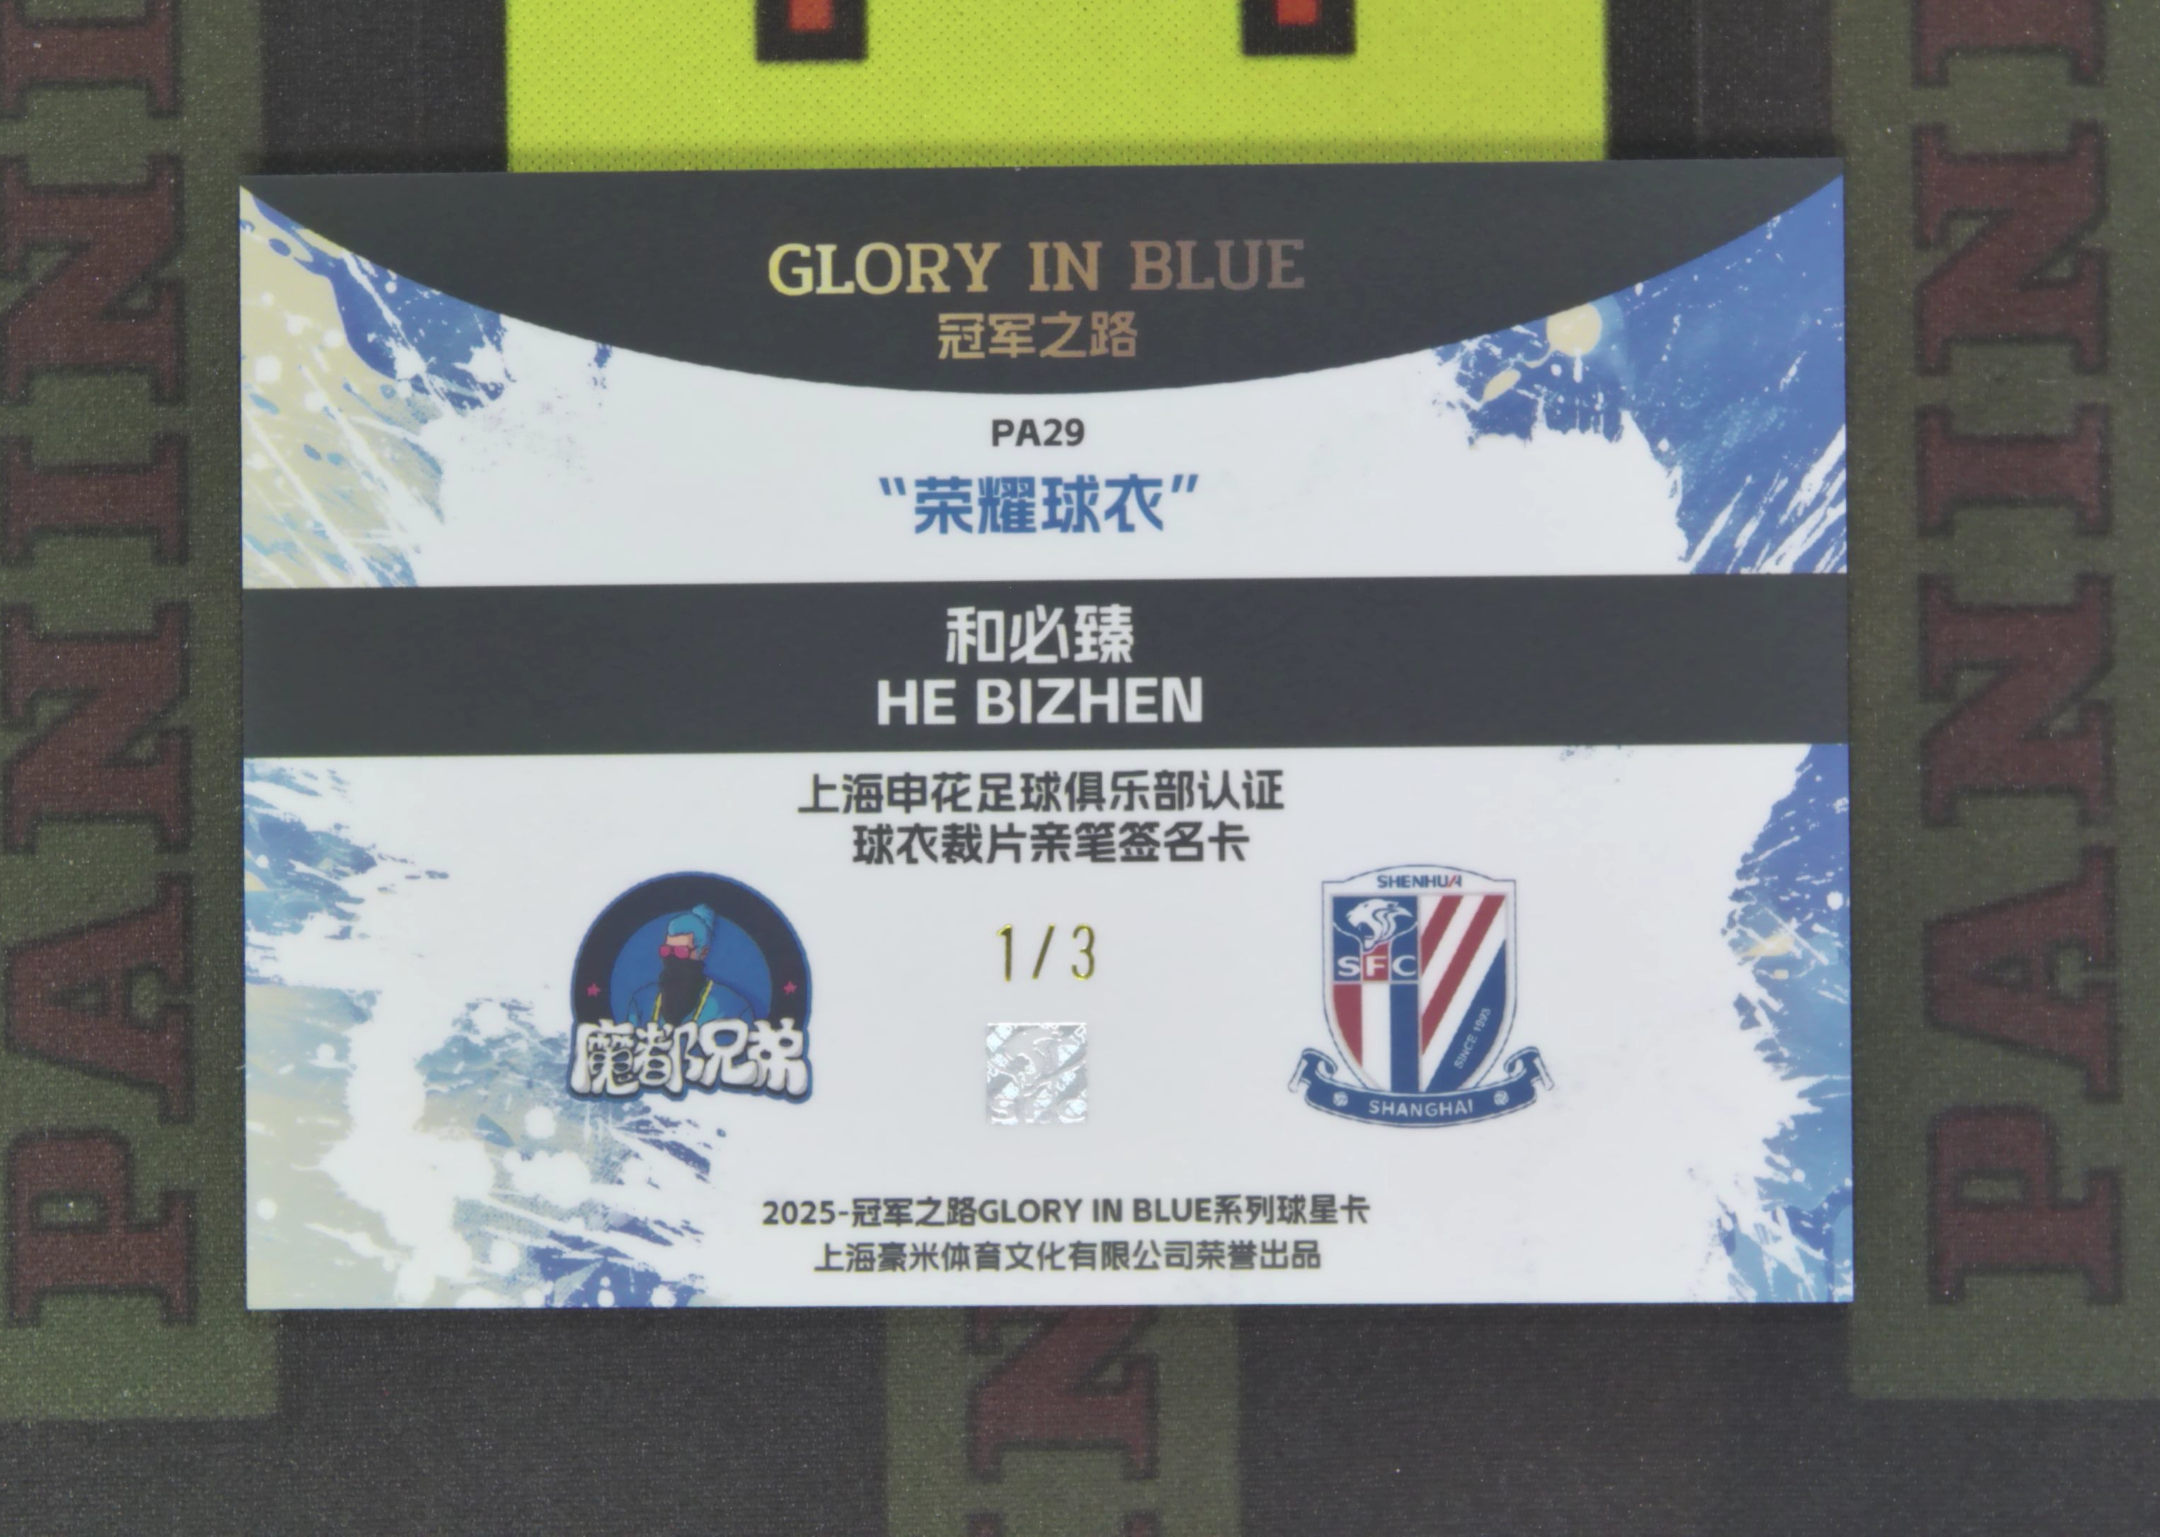 GLORY IN BLUE
冠军之路
PA29
“荣耀球衣”
和必臻
HE BIZHEN
上海申花足球俱乐部认证
球衣裁片亲笔签名卡
1/3
魔都兄弟
SHENHUA
SFC
SINCE 1993
SHANGHAI
2025-冠军之路GLORY IN BLUE系列球星卡
上海豪米体育文化有限公司荣誉出品
PANINI
PANINI
N